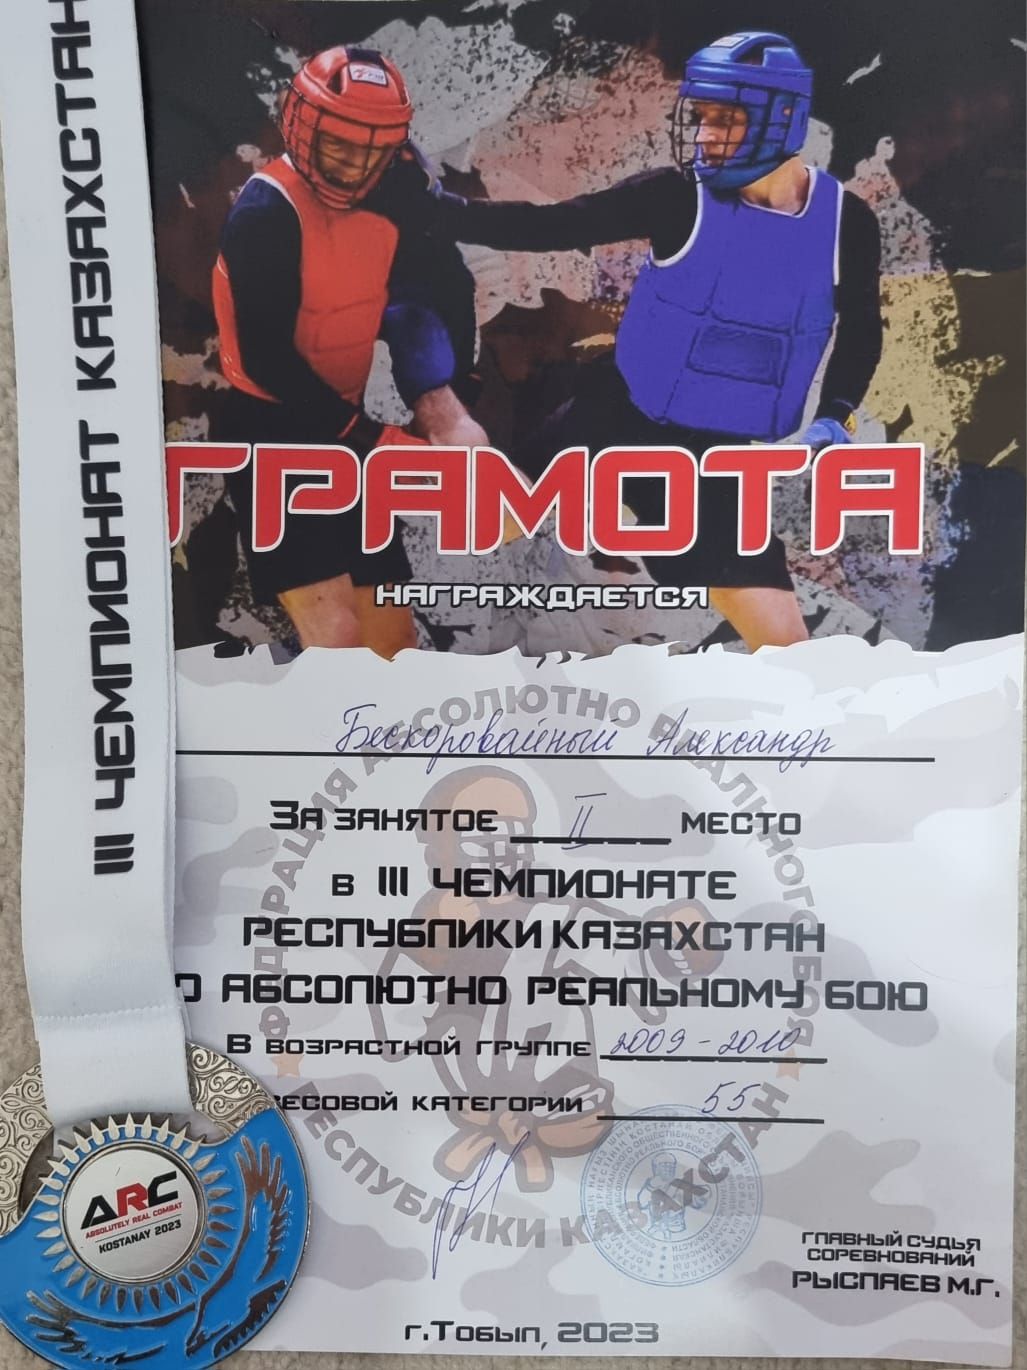 III ЧЕМПИОНАТ КАЗАХСТАН
ГРАМОТА
НАГРАЖДАЕТСЯ
Бескоровайный Александр
ЗА ЗАНЯТОЕ II МЕСТО
В III ЧЕМПИОНАТЕ
РЕСПУБЛИКИ КАЗАХСТАН
О АБСОЛЮТНО РЕАЛЬНОМУ БОЮ
В ВОЗРАСТНОЙ ГРУППЕ 2009-2010
ВЕСОВОЙ КАТЕГОРИИ 55
ФЕДЕРАЦИЯ АБСОЛЮТНО РЕАЛЬНОГО БОЯ
РЕСПУБЛИКИ КАЗАХСТАН
ARC
ABSOLUTELY REAL COMBAT
KOSTANAY 2023
ГЛАВНЫЙ СУДЬЯ
СОРЕВНОВАНИЙ
РЫСПАЕВ М.Г.
г.Тобыл, 2023